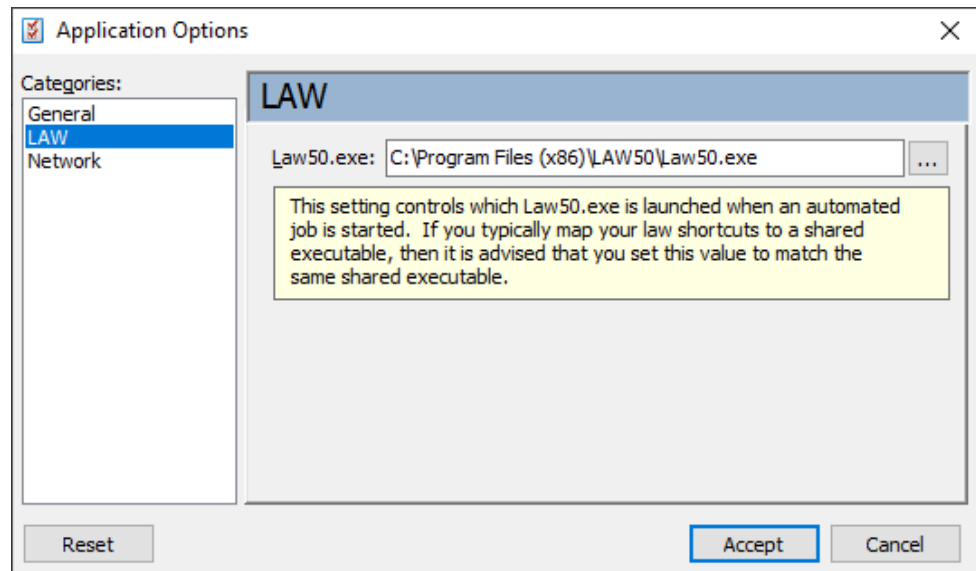 Application Options
Categories:
General
LAW
Network
LAW
Law50.exe: C:\Program Files (x86)\LAW50\Law50.exe ...
This setting controls which Law50.exe is launched when an automated
job is started.  If you typically map your law shortcuts to a shared
executable, then it is advised that you set this value to match the
same shared executable.
Reset Accept Cancel